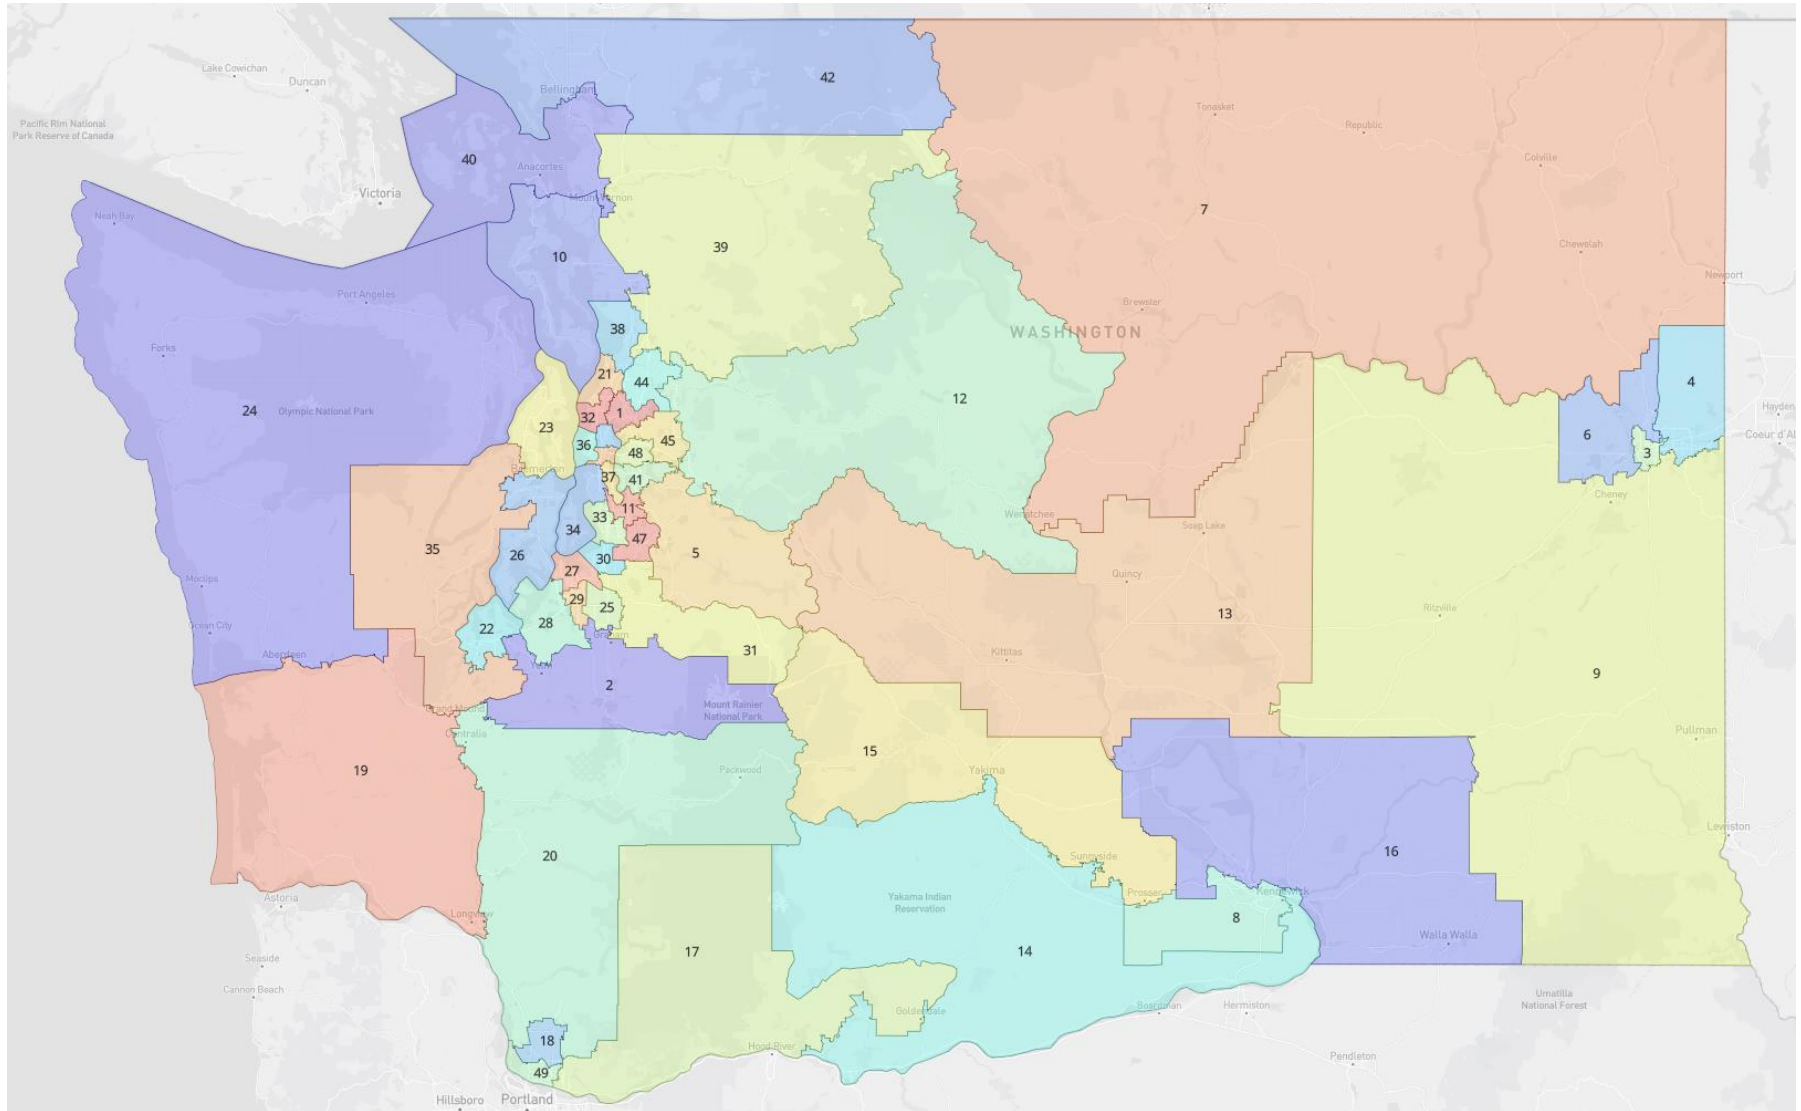 Lake Cowichan
Duncan
Pacific Rim National
Park Reserve of Canada
Victoria
Bellingham
42
40
Anacortes
Mount Vernon
Tonasket
Republic
Colville
7
Neah Bay
10
39
Chewelah
Newport
Port Angeles
Brewster
38
WASHINGTON
Forks
21
44
4
12
24
Olympic National Park
32
1
Hayden
23
36
45
6
Coeur d'Al
48
3
Bremerton
37
41
Cheney
11
Wenatchee
33
34
47
Soap Lake
35
26
5
30
27
Quincy
Moclips
29
25
13
Ritzville
Ocean City
22
28
Graham
Aberdeen
31
Kittitas
Yelm
2
9
Grand Mound
Mount Rainier
National Park
Centralia
Pullman
15
19
Packwood
Yakima
Lewiston
20
Sunnyside
16
Yakama Indian
Reservation
Prosser
Kennewick
Astoria
Longview
8
Walla Walla
17
14
Seaside
Cannon Beach
Goldendale
Boardman
Hermiston
Umatilla
National Forest
18
Hood River
Pendleton
49
Hillsboro
Portland